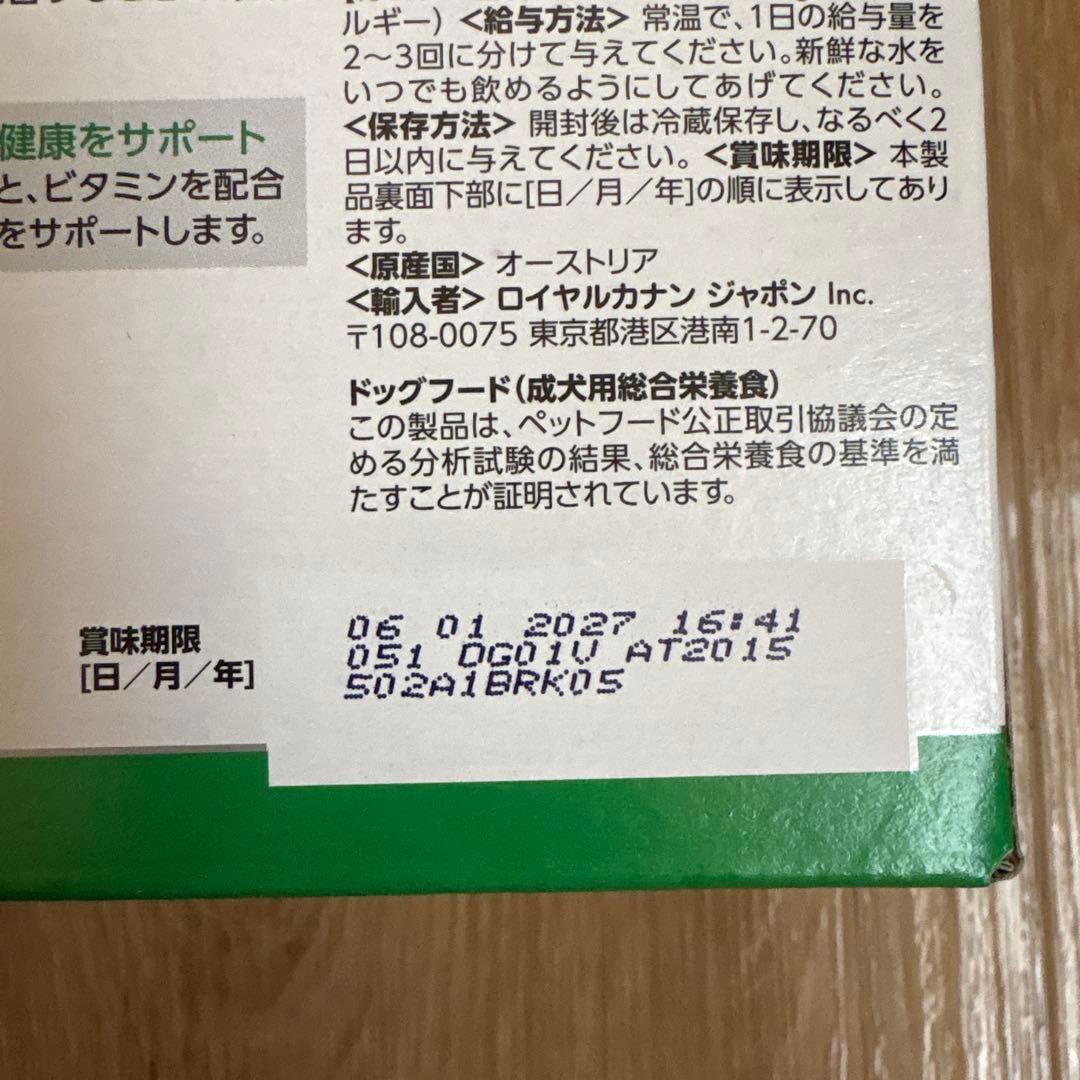 ルギー) <給与方法> 常温で、1日の給与量を
2〜3回に分けて与えてください。新鮮な水を
いつでも飲めるようにしてあげてください。
<保存方法> 開封後は冷蔵保存し、なるべく2
日以内に与えてください。<賞味期限> 本製
品裏面下部に[日/月/年]の順に表示してあり
ます。
<原産国> オーストリア
<輸入者> ロイヤルカナン ジャポン Inc.
〒108-0075 東京都港区港南1-2-70
健康をサポート
と、ビタミンを配合
をサポートします。
ドッグフード(成犬用総合栄養食)
この製品は、ペットフード公正取引協議会の定
める分析試験の結果、総合栄養食の基準を満
たすことが証明されています。
賞味期限
[日/月/年]
06 01 2027 16:41
051 DG01V AT2015
502A1BRK05